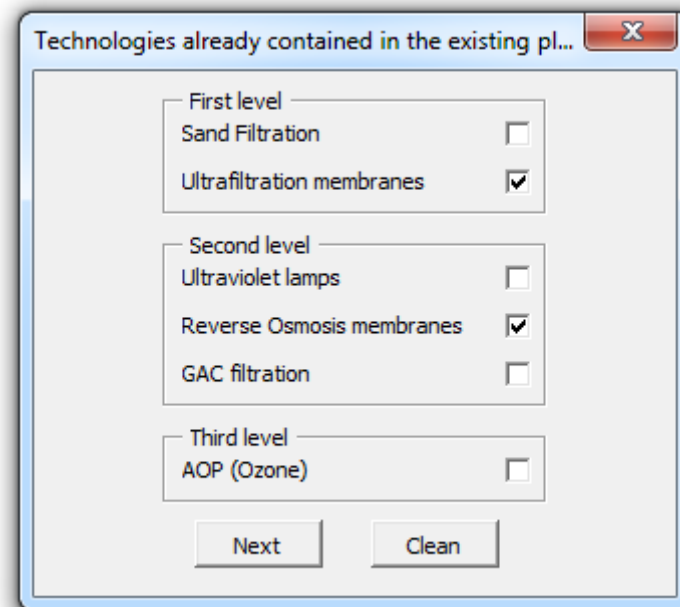 Technologies already contained in the existing pl...
First level
Sand Filtration
Ultrafiltration membranes
Second level
Ultraviolet lamps
Reverse Osmosis membranes
GAC filtration
Third level
AOP (Ozone)
Next Clean